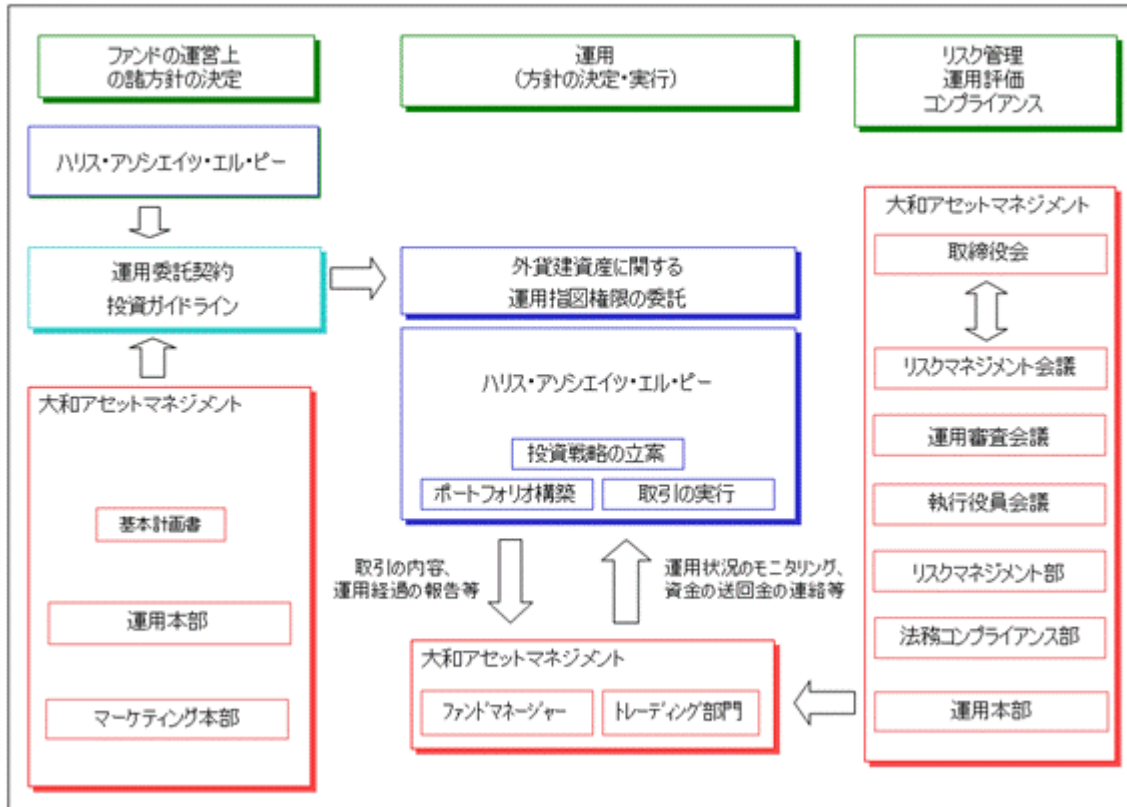 ファンドの運営上
の諸方針の決定
運用
(方針の決定・実行)
リスク管理
運用評価
コンプライアンス
ハリス・アソシエイツ・エル・ピー
運用委託契約
投資ガイドライン
外貨建資産に関する
運用指図権限の委託
大和アセットマネジメント
基本計画書
運用本部
マーケティング本部
ハリス・アソシエイツ・エル・ピー
投資戦略の立案
ポートフォリオ構築
取引の実行
取引の内容、
運用経過の報告等
運用状況のモニタリング、
資金の送回金の連絡等
大和アセットマネジメント
ファンドマネージャー
トレーディング部門
大和アセットマネジメント
取締役会
リスクマネジメント会議
運用審査会議
執行役員会議
リスクマネジメント部
法務コンプライアンス部
運用本部